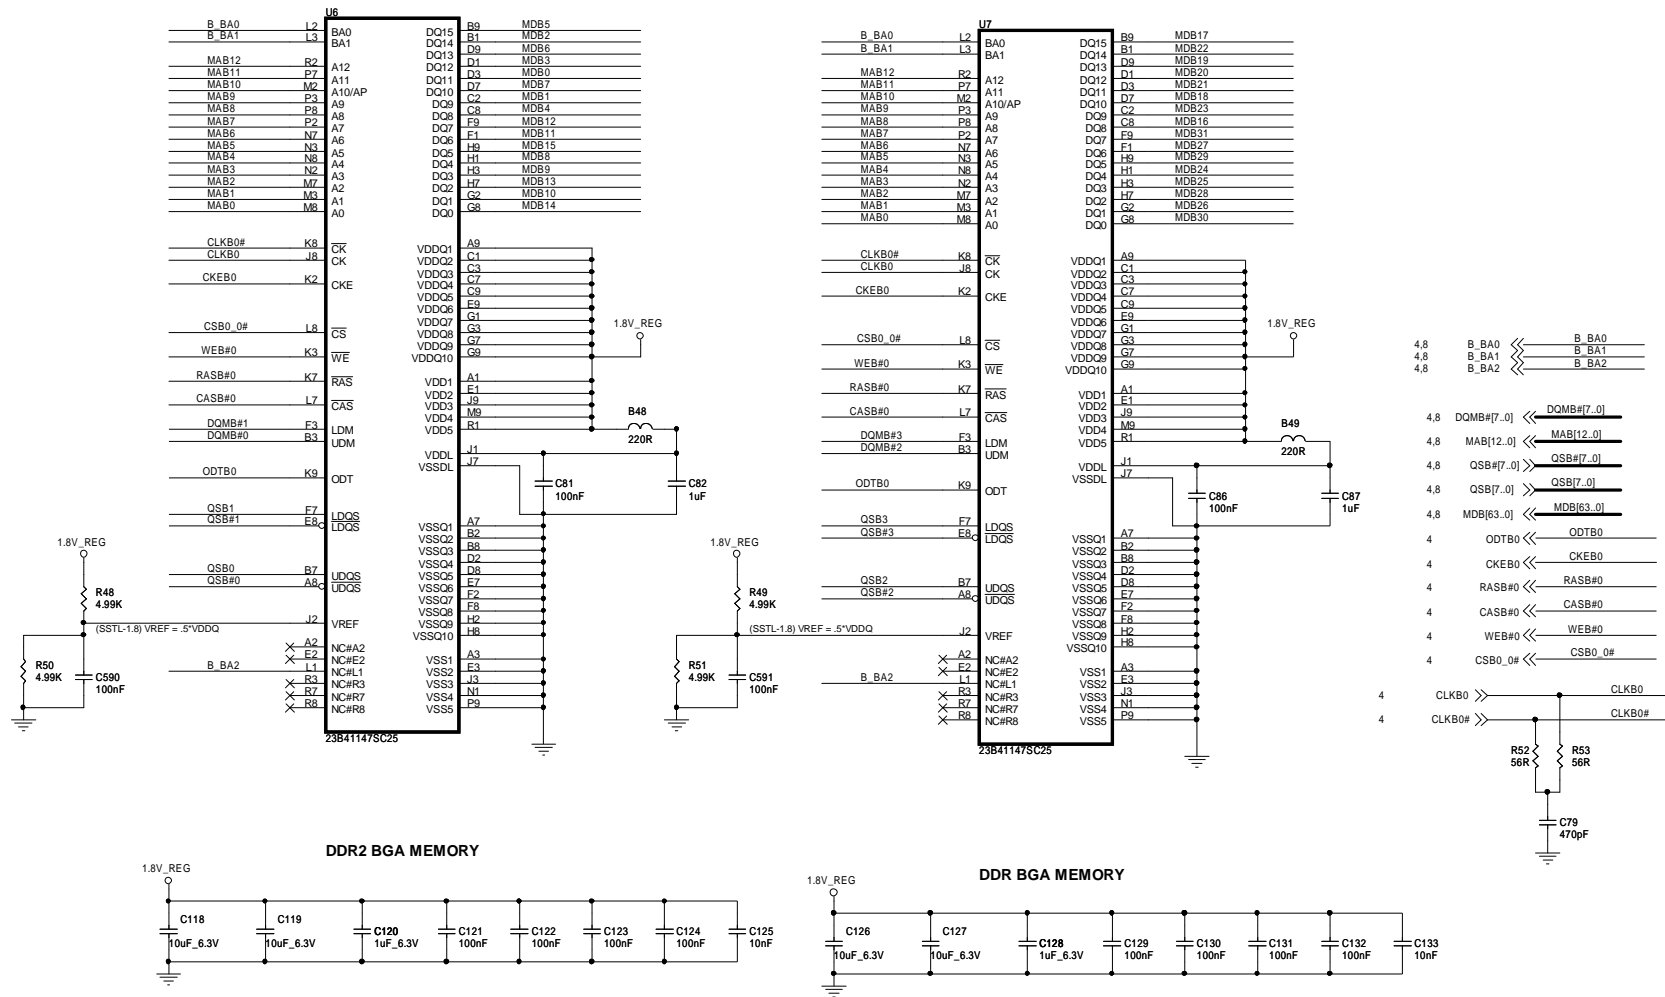 U6
B_BA0 L2 BA0 DQ15 B9 MDB5
B_BA1 L3 BA1 DQ14 B1 MDB2
DQ13 D9 MDB6
MAB12 R2 A12 DQ12 D1 MDB3
MAB11 P7 A11 DQ11 D3 MDB0
MAB10 M2 A10/AP DQ10 D7 MDB7
MAB9 P3 A9 DQ9 C2 MDB1
MAB8 P8 A8 DQ8 C8 MDB4
MAB7 P2 A7 DQ7 F9 MDB12
MAB6 N7 A6 DQ6 F1 MDB11
MAB5 N3 A5 DQ5 H9 MDB15
MAB4 N8 A4 DQ4 H1 MDB8
MAB3 N2 A3 DQ3 H3 MDB9
MAB2 M7 A2 DQ2 H7 MDB13
MAB1 M3 A1 DQ1 G2 MDB10
MAB0 M8 A0 DQ0 G8 MDB14
CLKB0# K8 CK VDDQ1 A9
CLKB0 J8 CK VDDQ2 C1
VDDQ3 C3
CKEB0 K2 CKE VDDQ4 C7
VDDQ5 C9
VDDQ6 E9
VDDQ7 G1
CSB0_0# L8 CS VDDQ8 G3
VDDQ9 G7
WEB#0 K3 WE VDDQ10 G9
1.8V_REG
RASB#0 K7 RAS VDD1 A1
VDD2 E1
CASB#0 L7 CAS VDD3 J9
VDD4 M9
DQMB#1 F3 LDM VDD5 R1
DQMB#0 B3 UDM
B48
220R
VDDL J1
VSSDL J7
ODTB0 K9 ODT
C81
100nF
C82
1uF
QSB1 F7 LDQS
QSB#1 E8 LDQS VSSQ1 A7
VSSQ2 B2
VSSQ3 B8
VSSQ4 D2
QSB0 B7 UDQS VSSQ5 D8
QSB#0 A8 UDQS VSSQ6 E7
VSSQ7 F2
VSSQ8 F8
J2 VREF VSSQ9 H2
VSSQ10 H8
1.8V_REG
R48
4.99K
(SSTL-1.8) VREF = .5*VDDQ
R50
4.99K
C590
100nF
A2 NC#A2
E2 NC#E2 VSS1 A3
B_BA2 L1 NC#L1 VSS2 E3
R3 NC#R3 VSS3 J3
R7 NC#R7 VSS4 N1
R8 NC#R8 VSS5 P9
23B41147SC25
U7
B_BA0 L2 BA0 DQ15 B9 MDB17
B_BA1 L3 BA1 DQ14 B1 MDB22
DQ13 D9 MDB19
MAB12 R2 A12 DQ12 D1 MDB20
MAB11 P7 A11 DQ11 D3 MDB21
MAB10 M2 A10/AP DQ10 D7 MDB18
MAB9 P3 A9 DQ9 C2 MDB23
MAB8 P8 A8 DQ8 C8 MDB16
MAB7 P2 A7 DQ7 F9 MDB31
MAB6 N7 A6 DQ6 F1 MDB27
MAB5 N3 A5 DQ5 H9 MDB29
MAB4 N8 A4 DQ4 H1 MDB24
MAB3 N2 A3 DQ3 H3 MDB25
MAB2 M7 A2 DQ2 H7 MDB28
MAB1 M3 A1 DQ1 G2 MDB26
MAB0 M8 A0 DQ0 G8 MDB30
CLKB0# K8 CK VDDQ1 A9
CLKB0 J8 CK VDDQ2 C1
VDDQ3 C3
CKEB0 K2 CKE VDDQ4 C7
VDDQ5 C9
VDDQ6 E9
VDDQ7 G1
CSB0_0# L8 CS VDDQ8 G3
VDDQ9 G7
WEB#0 K3 WE VDDQ10 G9
1.8V_REG
RASB#0 K7 RAS VDD1 A1
VDD2 E1
CASB#0 L7 CAS VDD3 J9
VDD4 M9
DQMB#3 F3 LDM VDD5 R1
DQMB#2 B3 UDM
B49
220R
VDDL J1
VSSDL J7
ODTB0 K9 ODT
C86
100nF
C87
1uF
QSB3 F7 LDQS
QSB#3 E8 LDQS VSSQ1 A7
VSSQ2 B2
VSSQ3 B8
VSSQ4 D2
QSB2 B7 UDQS VSSQ5 D8
QSB#2 A8 UDQS VSSQ6 E7
VSSQ7 F2
VSSQ8 F8
J2 VREF VSSQ9 H2
VSSQ10 H8
1.8V_REG
R49
4.99K
(SSTL-1.8) VREF = .5*VDDQ
R51
4.99K
C591
100nF
A2 NC#A2
E2 NC#E2 VSS1 A3
B_BA2 L1 NC#L1 VSS2 E3
R3 NC#R3 VSS3 J3
R7 NC#R7 VSS4 N1
R8 NC#R8 VSS5 P9
23B41147SC25
4,8 B_BA0 B_BA0
4,8 B_BA1 B_BA1
4,8 B_BA2 B_BA2
4,8 DQMB#[7..0] DQMB#[7..0]
4,8 MAB[12..0] MAB[12..0]
4,8 QSB#[7..0] QSB#[7..0]
4,8 QSB[7..0] QSB[7..0]
4,8 MDB[63..0] MDB[63..0]
4 ODTB0 ODTB0
4 CKEB0 CKEB0
4 RASB#0 RASB#0
4 CASB#0 CASB#0
4 WEB#0 WEB#0
4 CSB0_0# CSB0_0#
4 CLKB0 CLKB0
4 CLKB0# CLKB0#
R52
56R
R53
56R
C79
470pF
DDR2 BGA MEMORY
1.8V_REG
C118
10uF_6.3V
C119
10uF_6.3V
C120
1uF_6.3V
C121
100nF
C122
100nF
C123
100nF
C124
100nF
C125
10nF
DDR BGA MEMORY
1.8V_REG
C126
10uF_6.3V
C127
10uF_6.3V
C128
1uF_6.3V
C129
100nF
C130
100nF
C131
100nF
C132
100nF
C133
10nF